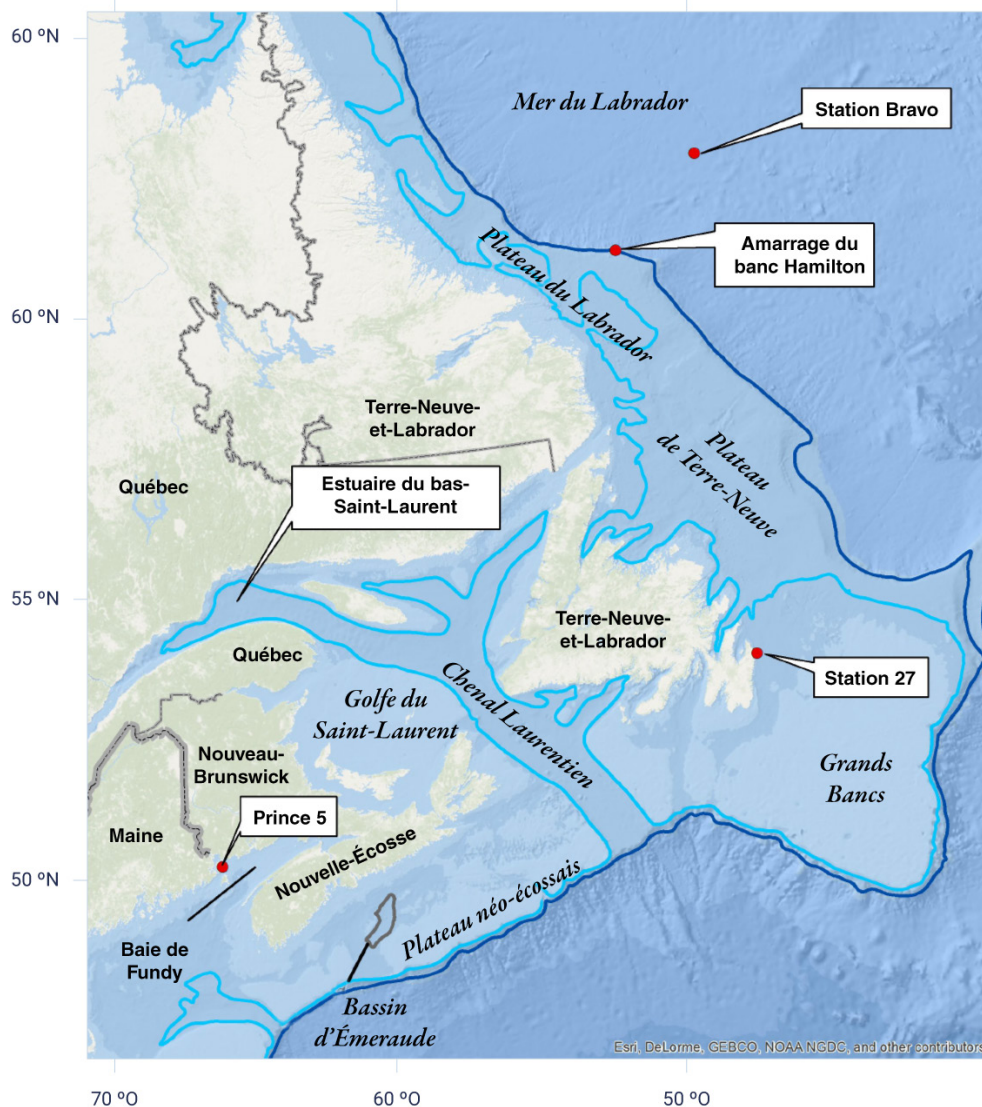 60 ºN
Mer du Labrador
Station Bravo
Amarrage du
banc Hamilton
Plateau du Labrador
60 ºN
Terre-Neuve-
et-Labrador
Plateau
de Terre-Neuve
Québec
Estuaire du bas-
Saint-Laurent
55 ºN
Terre-Neuve-
et-Labrador
Québec
Station 27
Golfe du
Saint-Laurent
Chenal Laurentien
Nouveau-
Brunswick
Grands
Bancs
Prince 5
Maine
Nouvelle-Écosse
50 ºN
Plateau néo-écossais
Baie de
Fundy
Bassin
d'Émeraude
Esri, DeLorme, GEBCO, NOAA NGDC, and other contributors
70 ºO
60 ºO
50 ºO